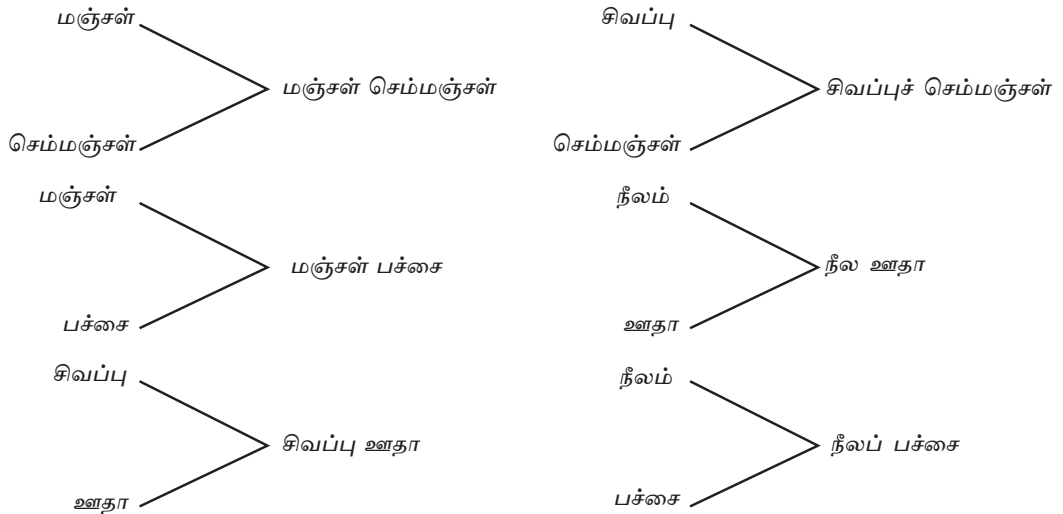 மஞ்சள்
மஞ்சள் செம்மஞ்சள்
செம்மஞ்சள்
சிவப்பு
சிவப்புச் செம்மஞ்சள்
செம்மஞ்சள்
மஞ்சள்
மஞ்சள் பச்சை
பச்சை
நீலம்
நீல ஊதா
ஊதா
சிவப்பு
சிவப்பு ஊதா
ஊதா
நீலம்
நீலப் பச்சை
பச்சை